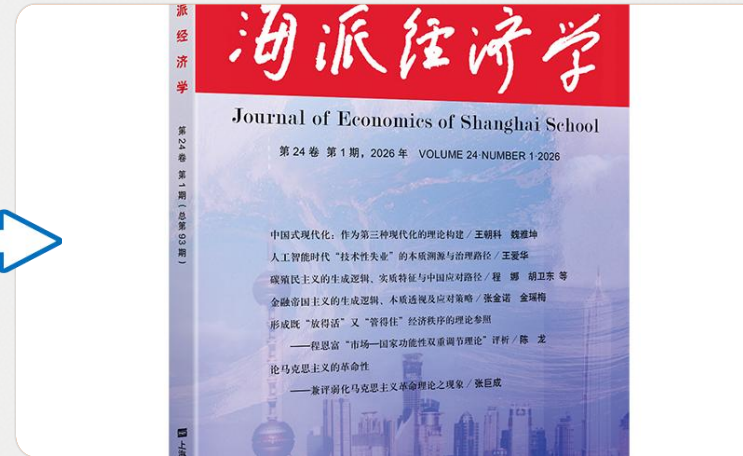 海派经济学
Journal of Economics of Shanghai School
第24卷 第1期，2026年 VOLUME 24·NUMBER 1·2026
中国式现代化：作为第三种现代化的理论构建／王朝科 魏雅坤
人工智能时代“技术性失业”的本质溯源与治理路径／王爱华
碳殖民主义的生成逻辑、实质特征与中国应对路径／程 娜 胡卫东 等
金融帝国主义的生成逻辑、本质透视及应对策略／张金诺 金瑶梅
形成既“放得活”又“管得住”经济秩序的理论参照
——程恩富“市场—国家功能性双重调节理论”评析／陈 龙
论马克思主义的革命性
——兼评弱化马克思主义革命理论之现象／张巨成
派经济学
第24卷 第1期（总第93期）
上海